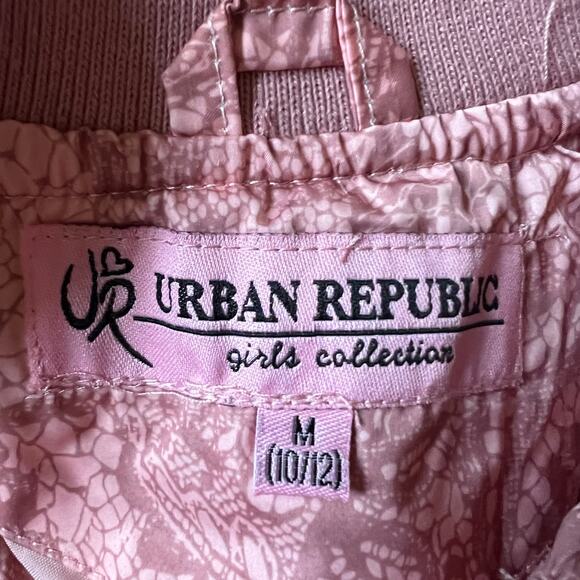 UR URBAN REPUBLIC
girls collection
M
(10/12)